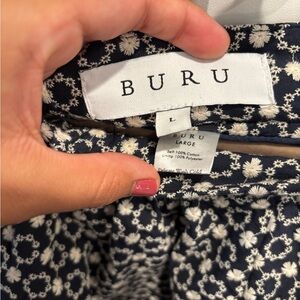 BURU
L
BURU
LARGE
Self 100% Cotton
Lining 100% Polyester